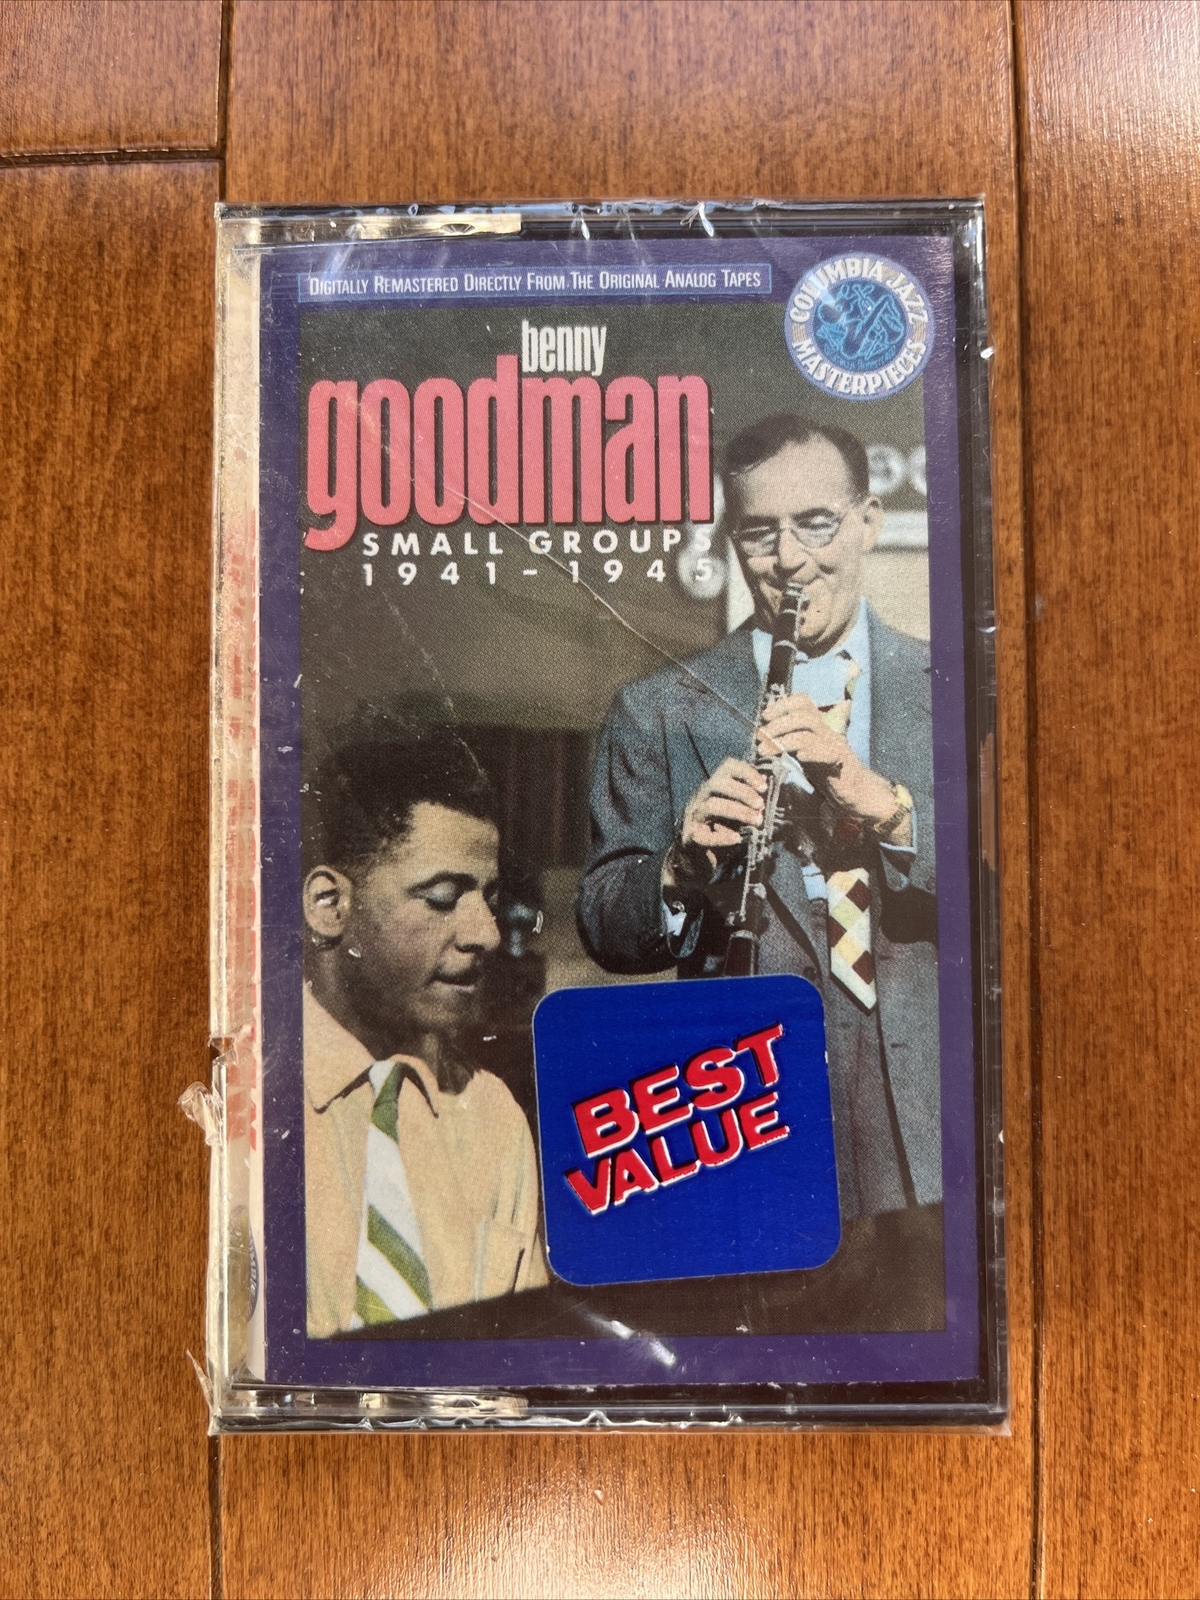 Digitally Remastered Directly From The Original Analog Tapes
COLUMBIA JAZZ
MASTERPIECES
benny
goodman
SMALL GROUPS
1941-1945
BEST
VALUE